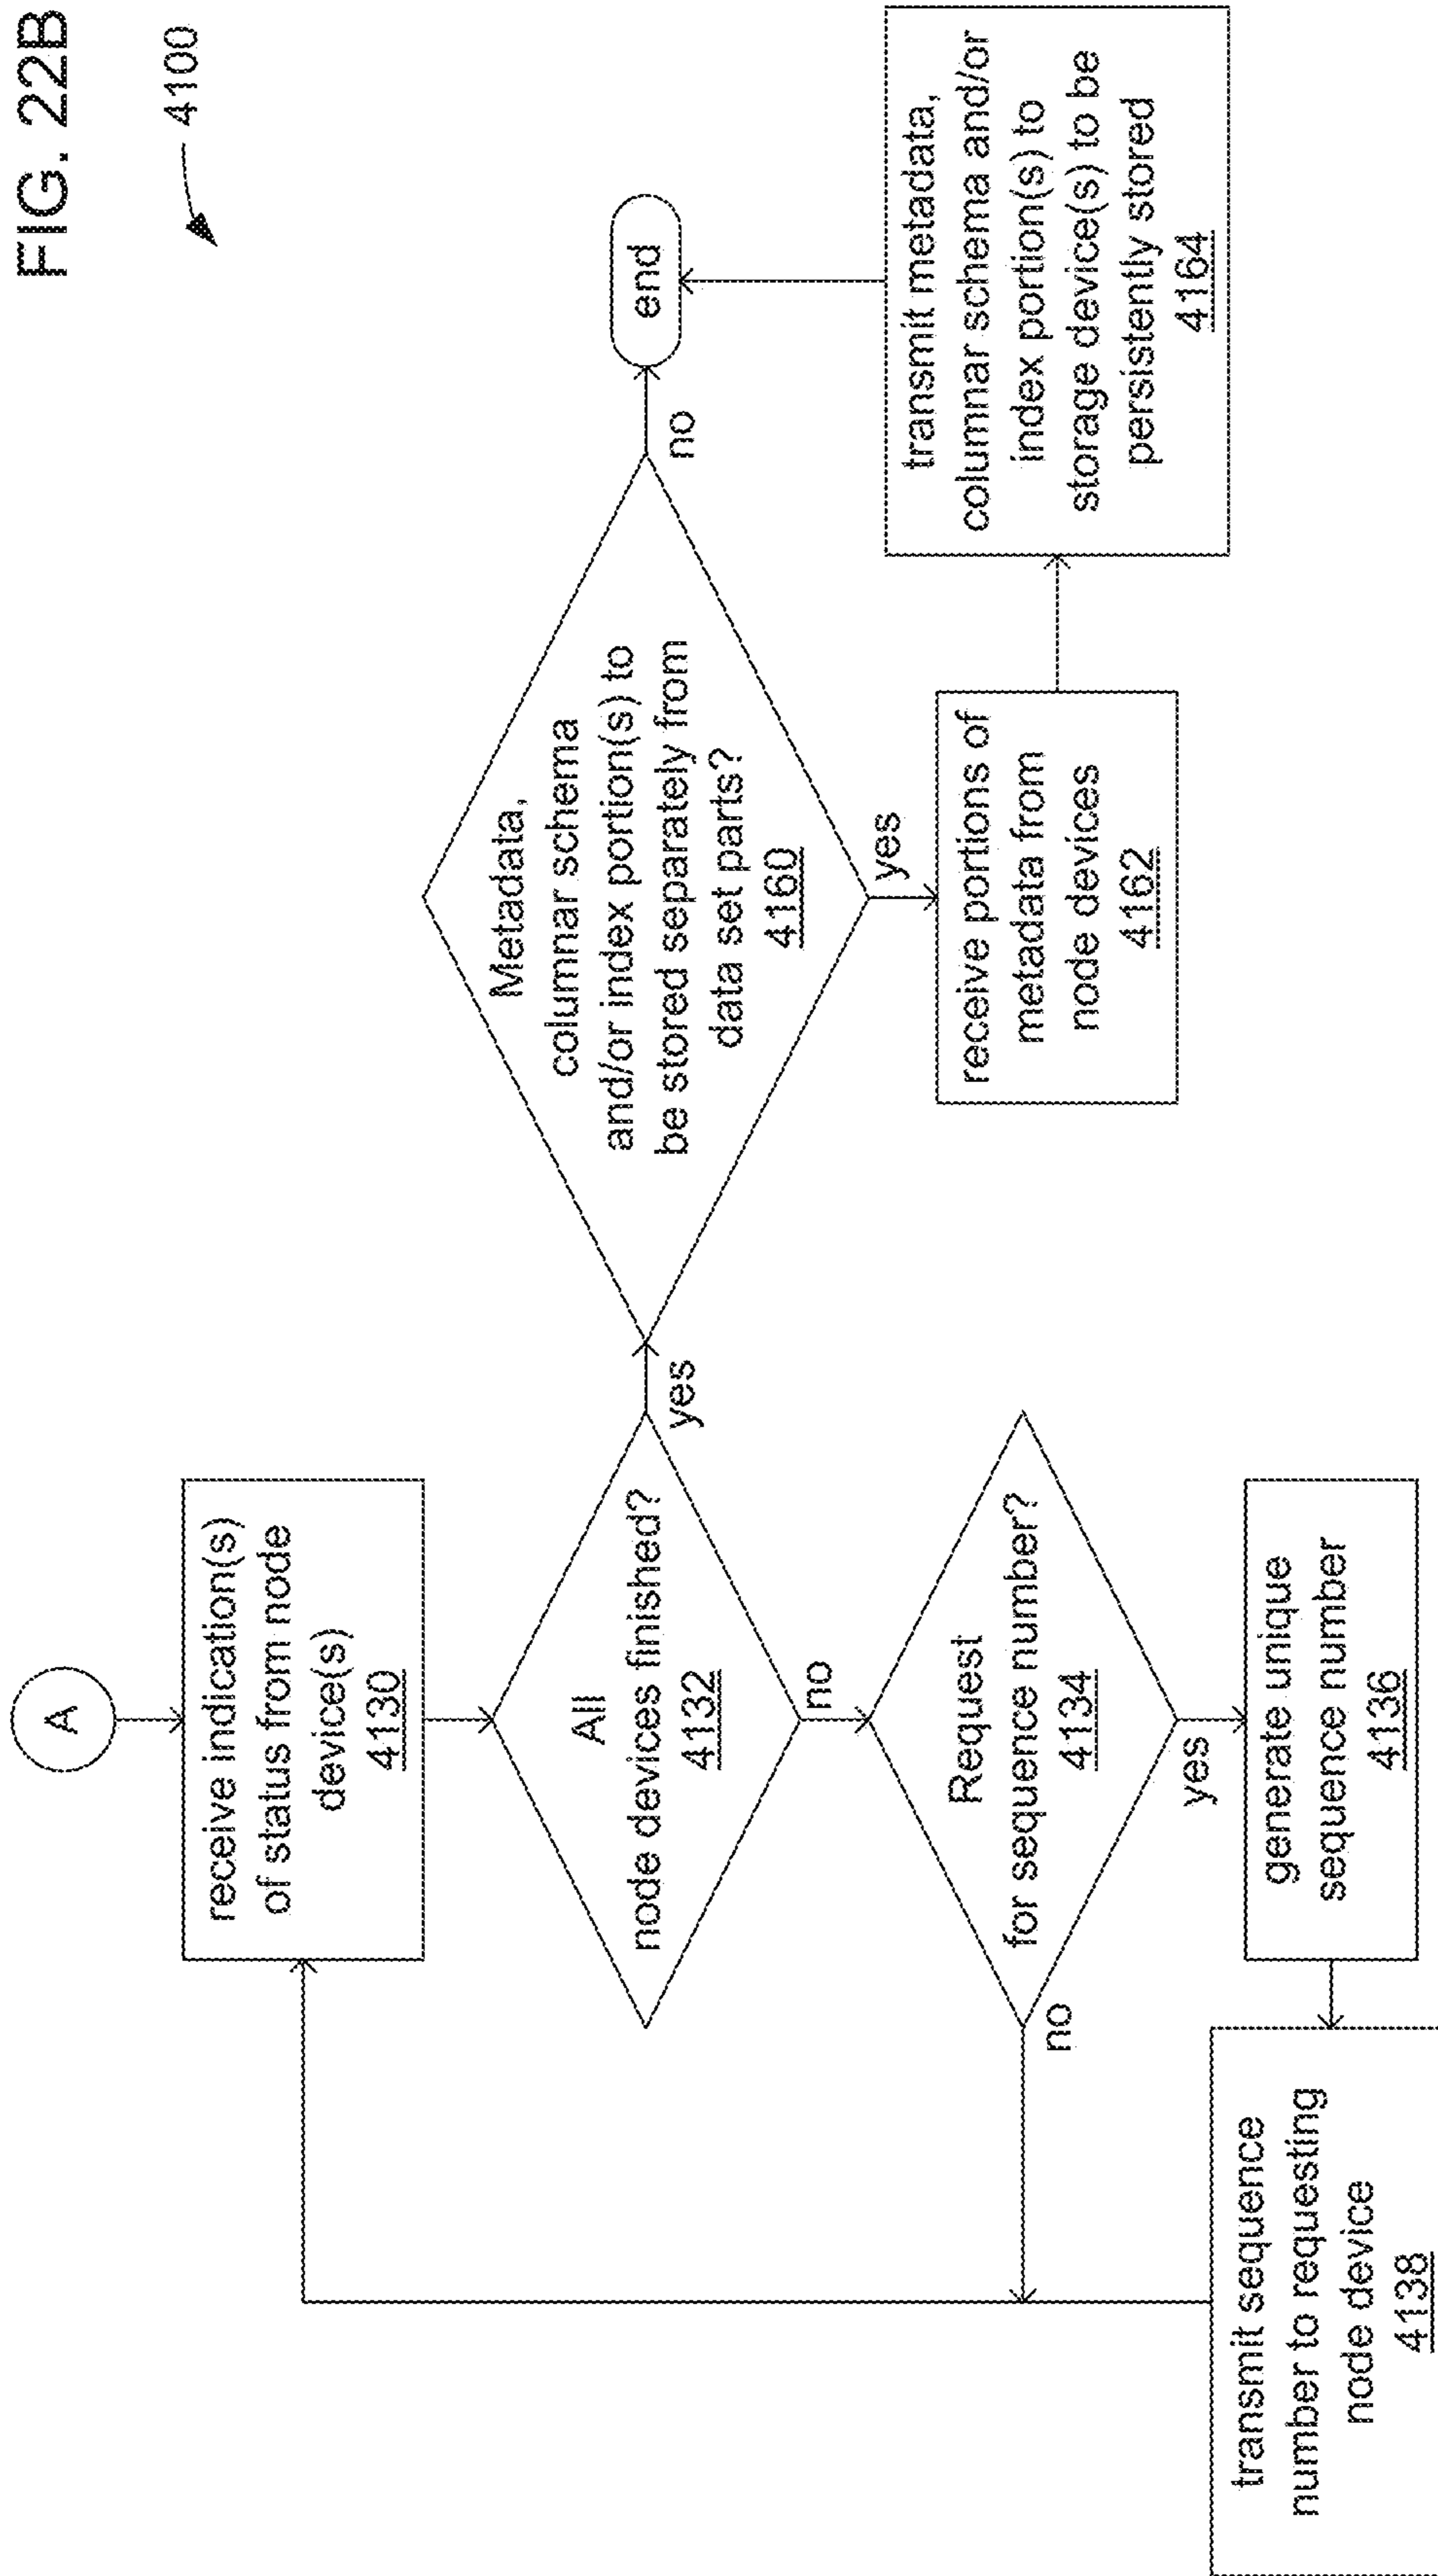 FIG. 22B
4100
A
receive indication(s)
of status from node
device(s)
4130
All
node devices finished?
4132
yes
no
Request
for sequence number?
4134
no
yes
generate unique
sequence number
4136
transmit sequence
number to requesting
node device
4138
Metadata,
columnar schema
and/or index portion(s) to
be stored separately from
data set parts?
4160
no
yes
end
receive portions of
metadata from
node devices
4162
transmit metadata,
columnar schema and/or
index portion(s) to
storage device(s) to be
persistently stored
4164